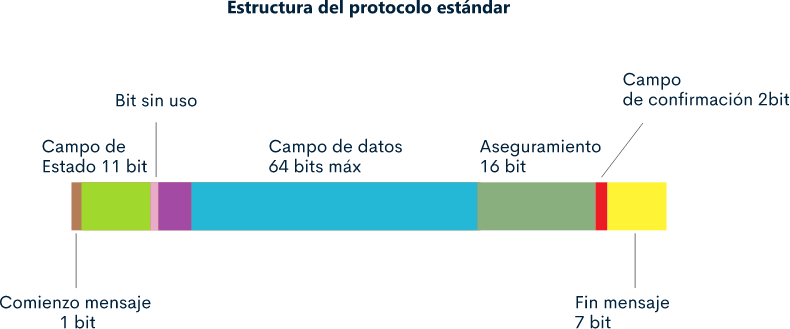 Estructura del protocolo estándar
Campo
de confirmación 2bit
Bit sin uso
Campo de
Estado 11 bit
Campo de datos
64 bits máx
Aseguramiento
16 bit
Comienzo mensaje
1 bit
Fin mensaje
7 bit